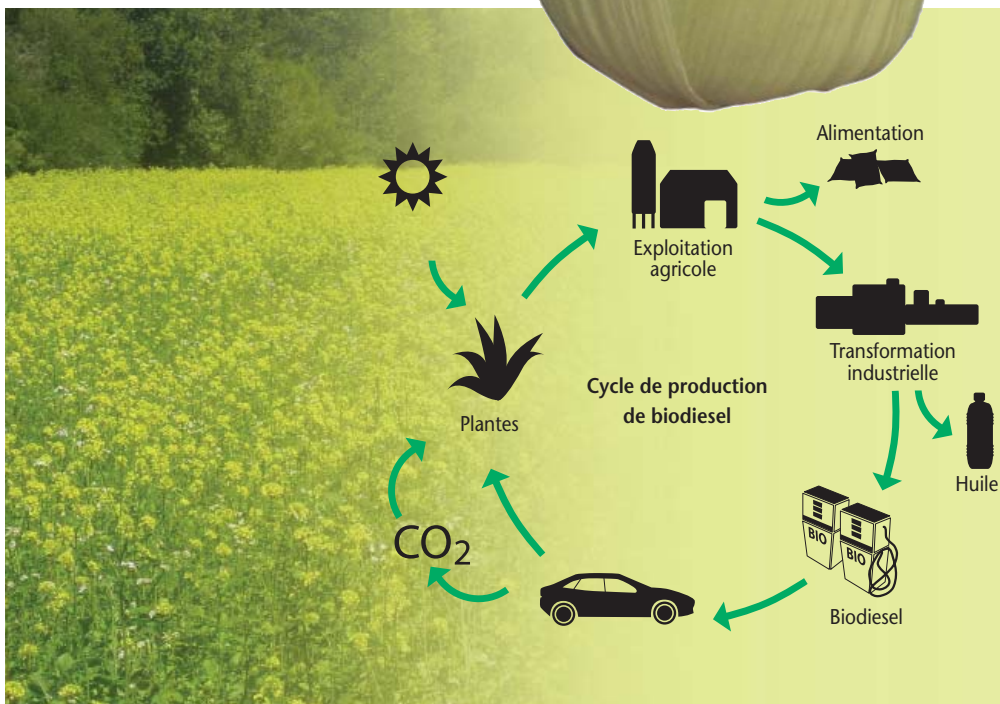 Alimentation
Exploitation
agricole
Transformation
industrielle
Cycle de production
de biodiesel
Plantes
Huile
CO2
BIO
BIO
Biodiesel